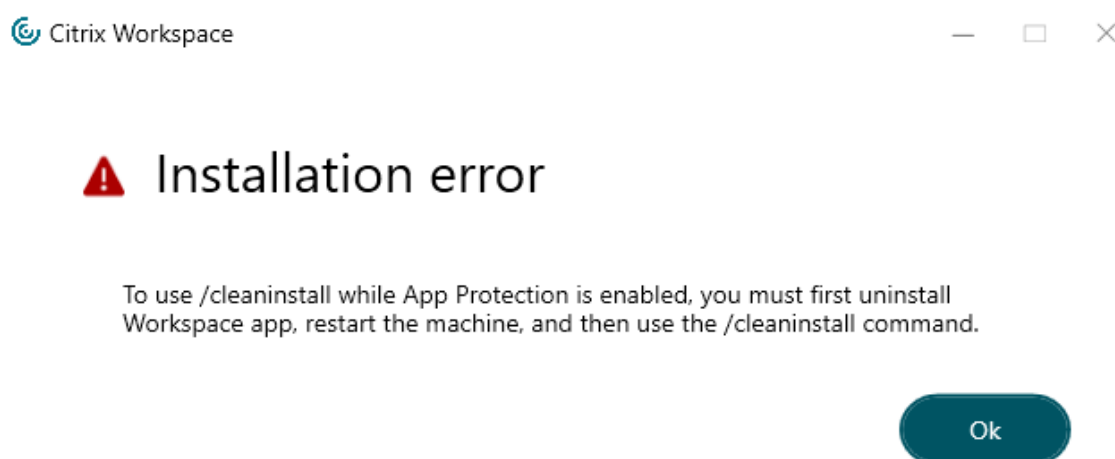 Citrix Workspace
Installation error
To use /cleaninstall while App Protection is enabled, you must first uninstall
Workspace app, restart the machine, and then use the /cleaninstall command.
Ok